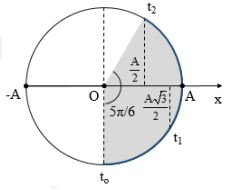 t₂
A/2
-A O A x
5π/6 A√3/2
t₁
t₀